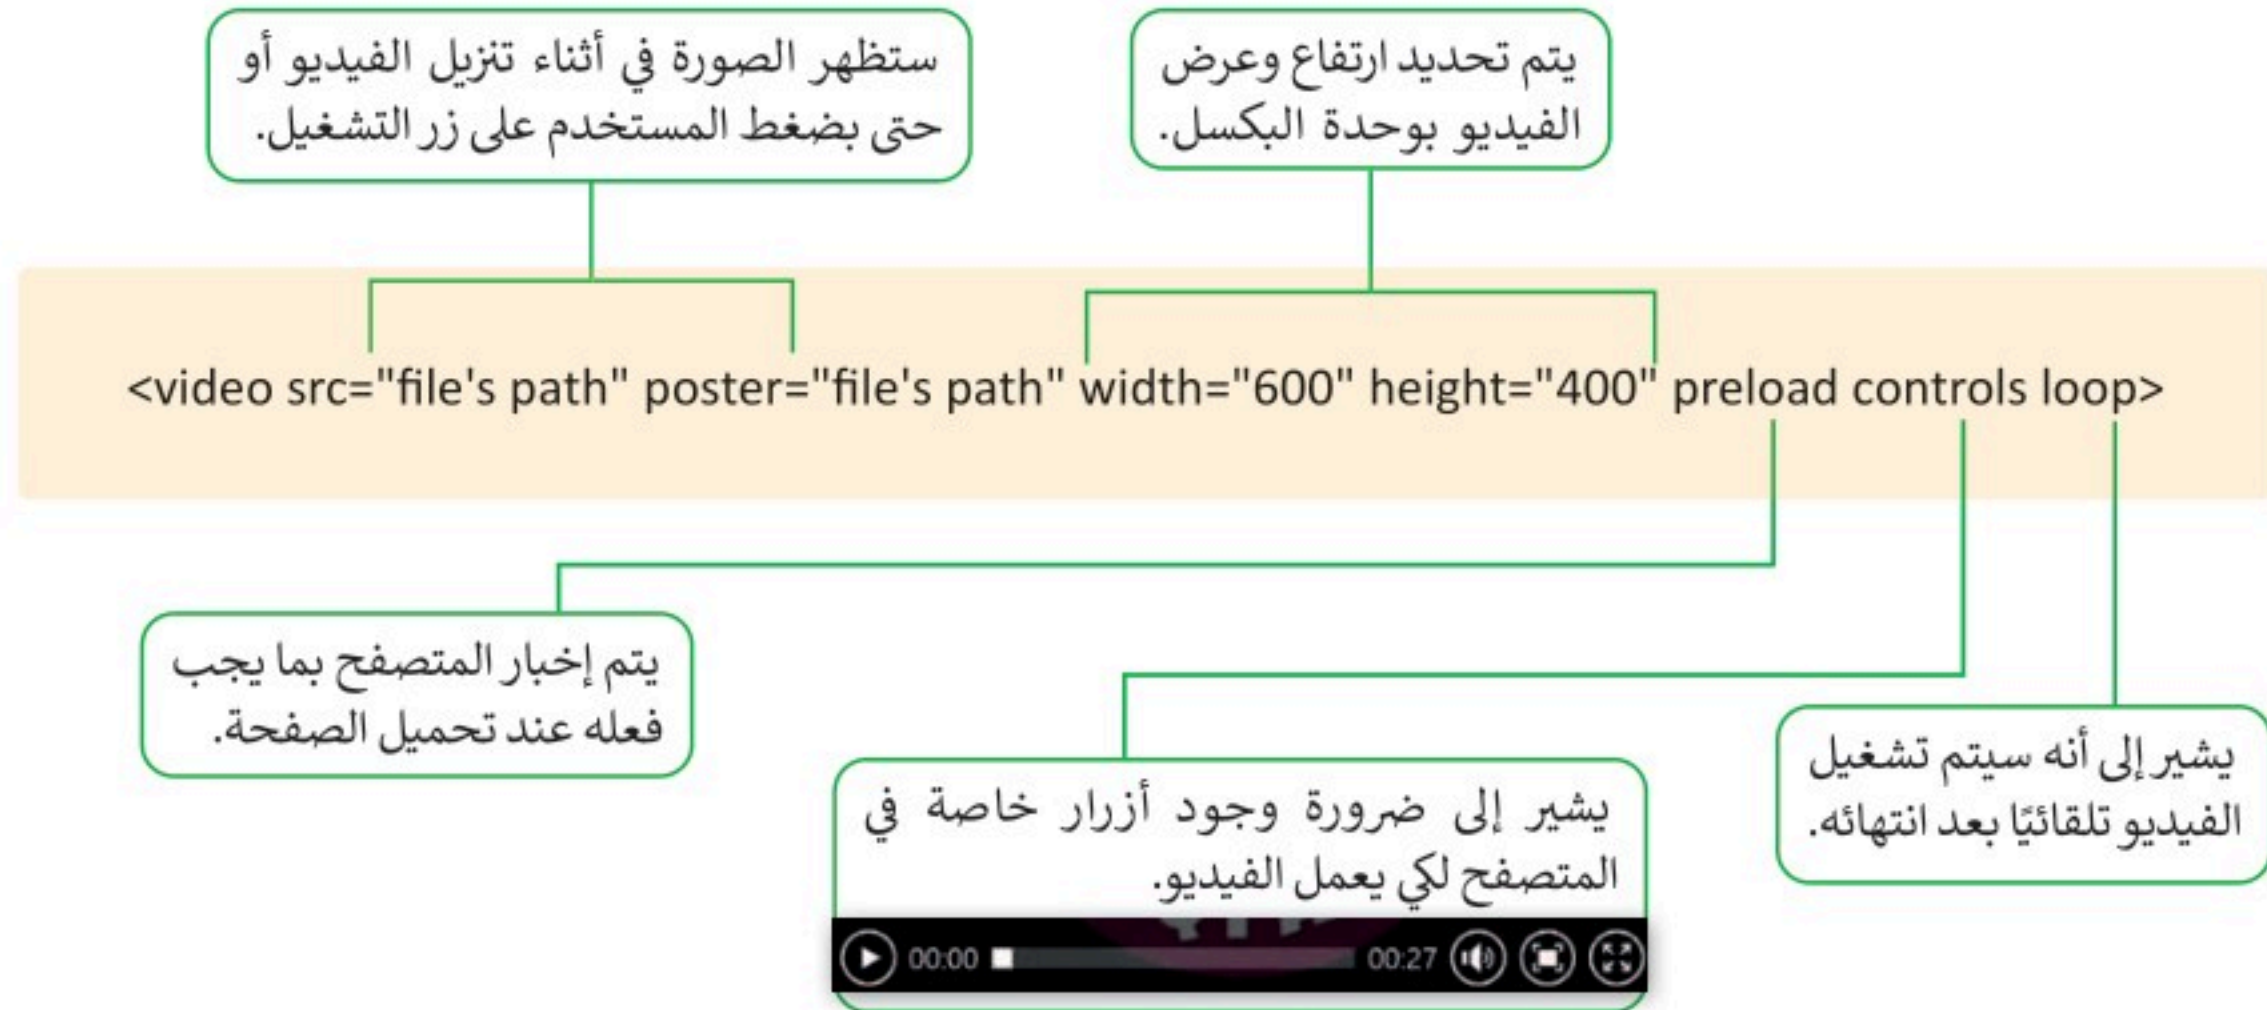 يتم تحديد ارتفاع وعرض
الفيديو بوحدة البكسل.
ستظهر الصورة في أثناء تنزيل الفيديو أو
حتى بضغط المستخدم على زر التشغيل.
<video src="file's path" poster="file's path" width="600" height="400" preload controls loop>
يتم إخبار المتصفح بما يجب
فعله عند تحميل الصفحة.
يشير إلى أنه سيتم تشغيل
الفيديو تلقائيًا بعد انتهائه.
يشير إلى ضرورة وجود أزرار خاصة في
المتصفح لكي يعمل الفيديو.
00:00 00:27